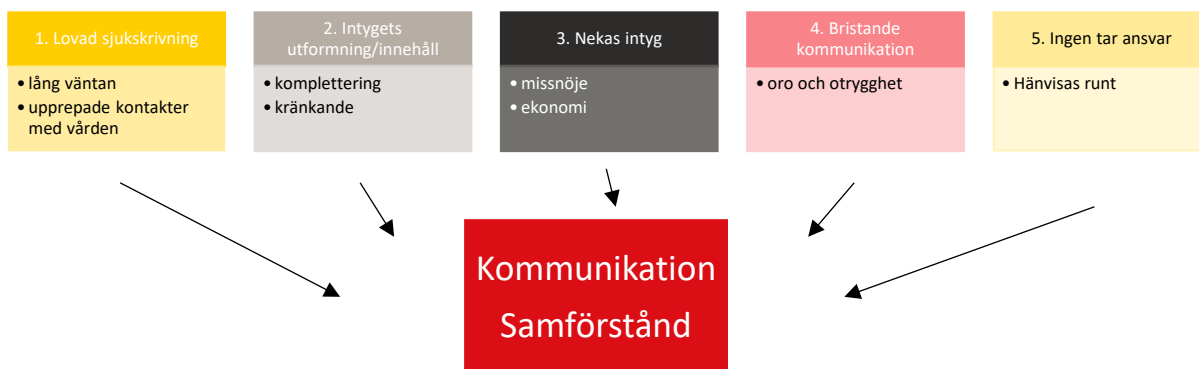 1. Lovad sjukskrivning
• lång väntan
• upprepade kontakter
med vården
2. Intygets
utformning/innehåll
• komplettering
• kränkande
3. Nekas intyg
• missnöje
• ekonomi
4. Bristande
kommunikation
• oro och otrygghet
5. Ingen tar ansvar
• Hänvisas runt
Kommunikation
Samförstånd